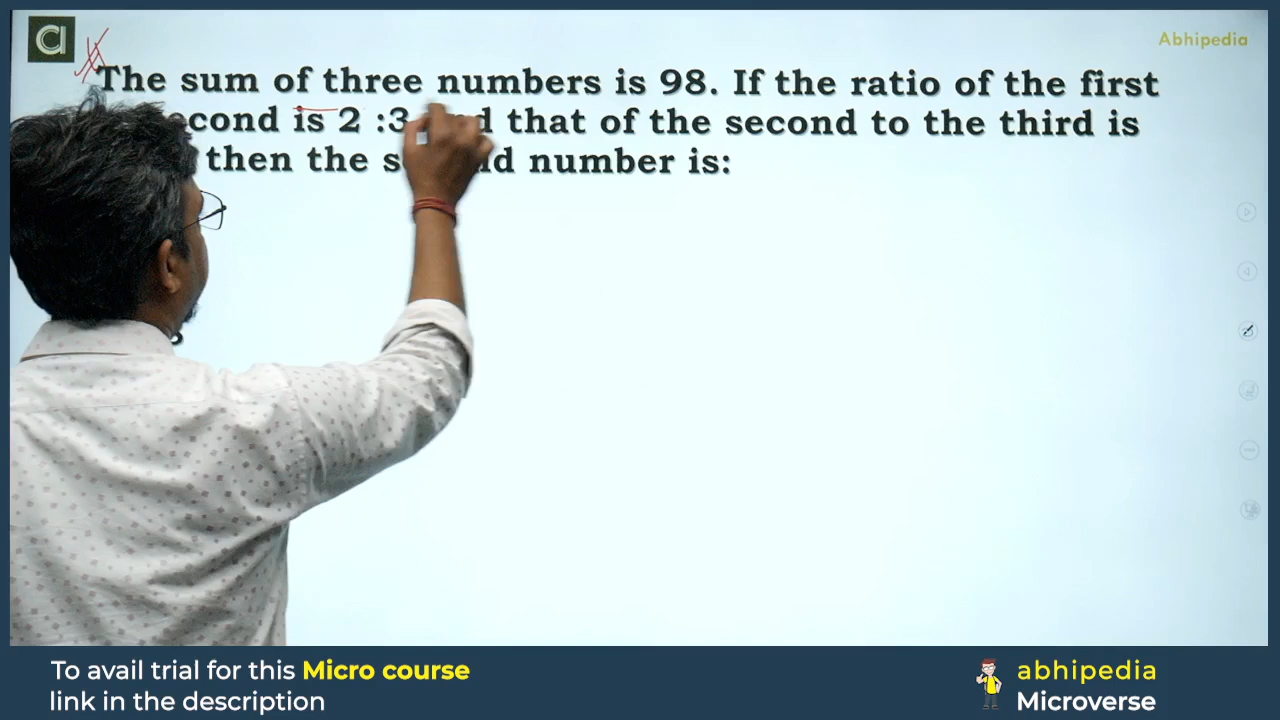 Abhipedia
The sum of three numbers is 98. If the ratio of the first
is 2 :3 that of the second to the third is
then the number is:
To avail trial for this Micro course
link in the description
abhipedia
Microverse